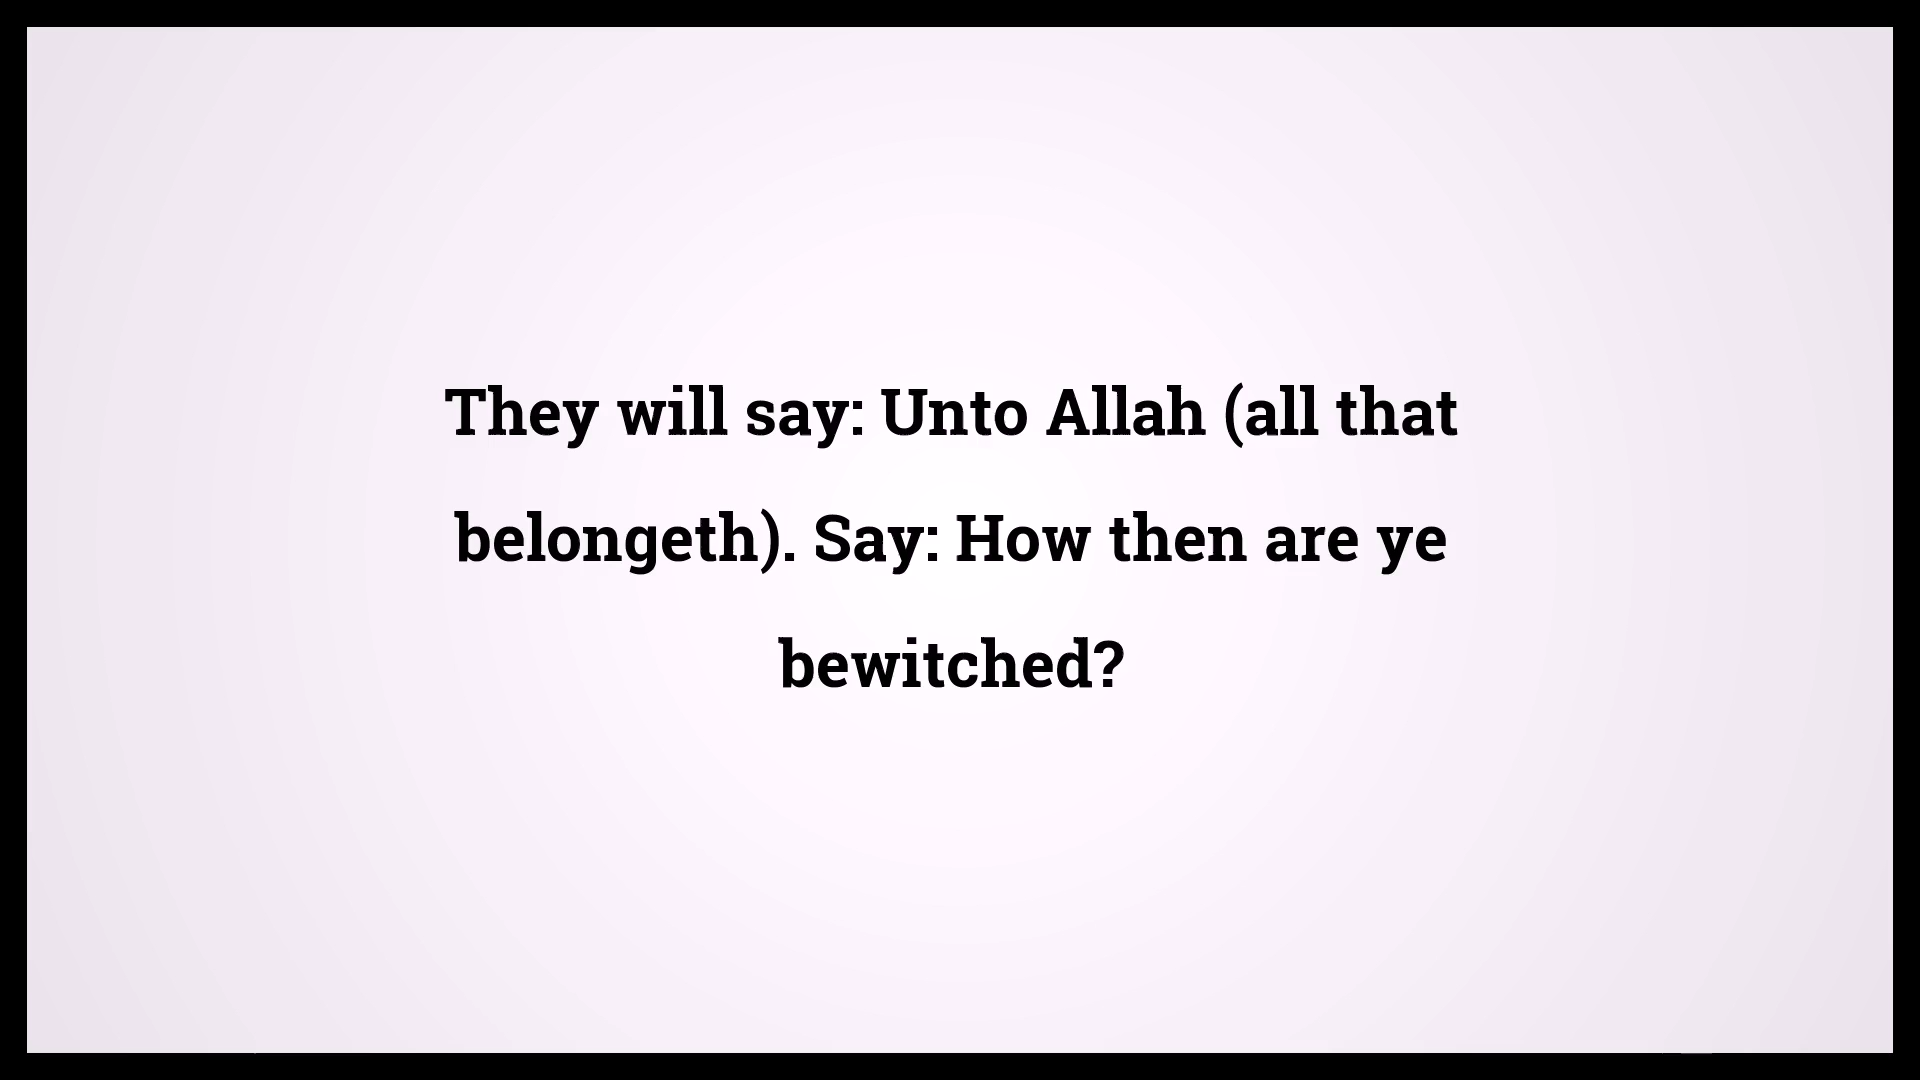 They will say: Unto Allah (all that
belongeth). Say: How then are ye
bewitched?